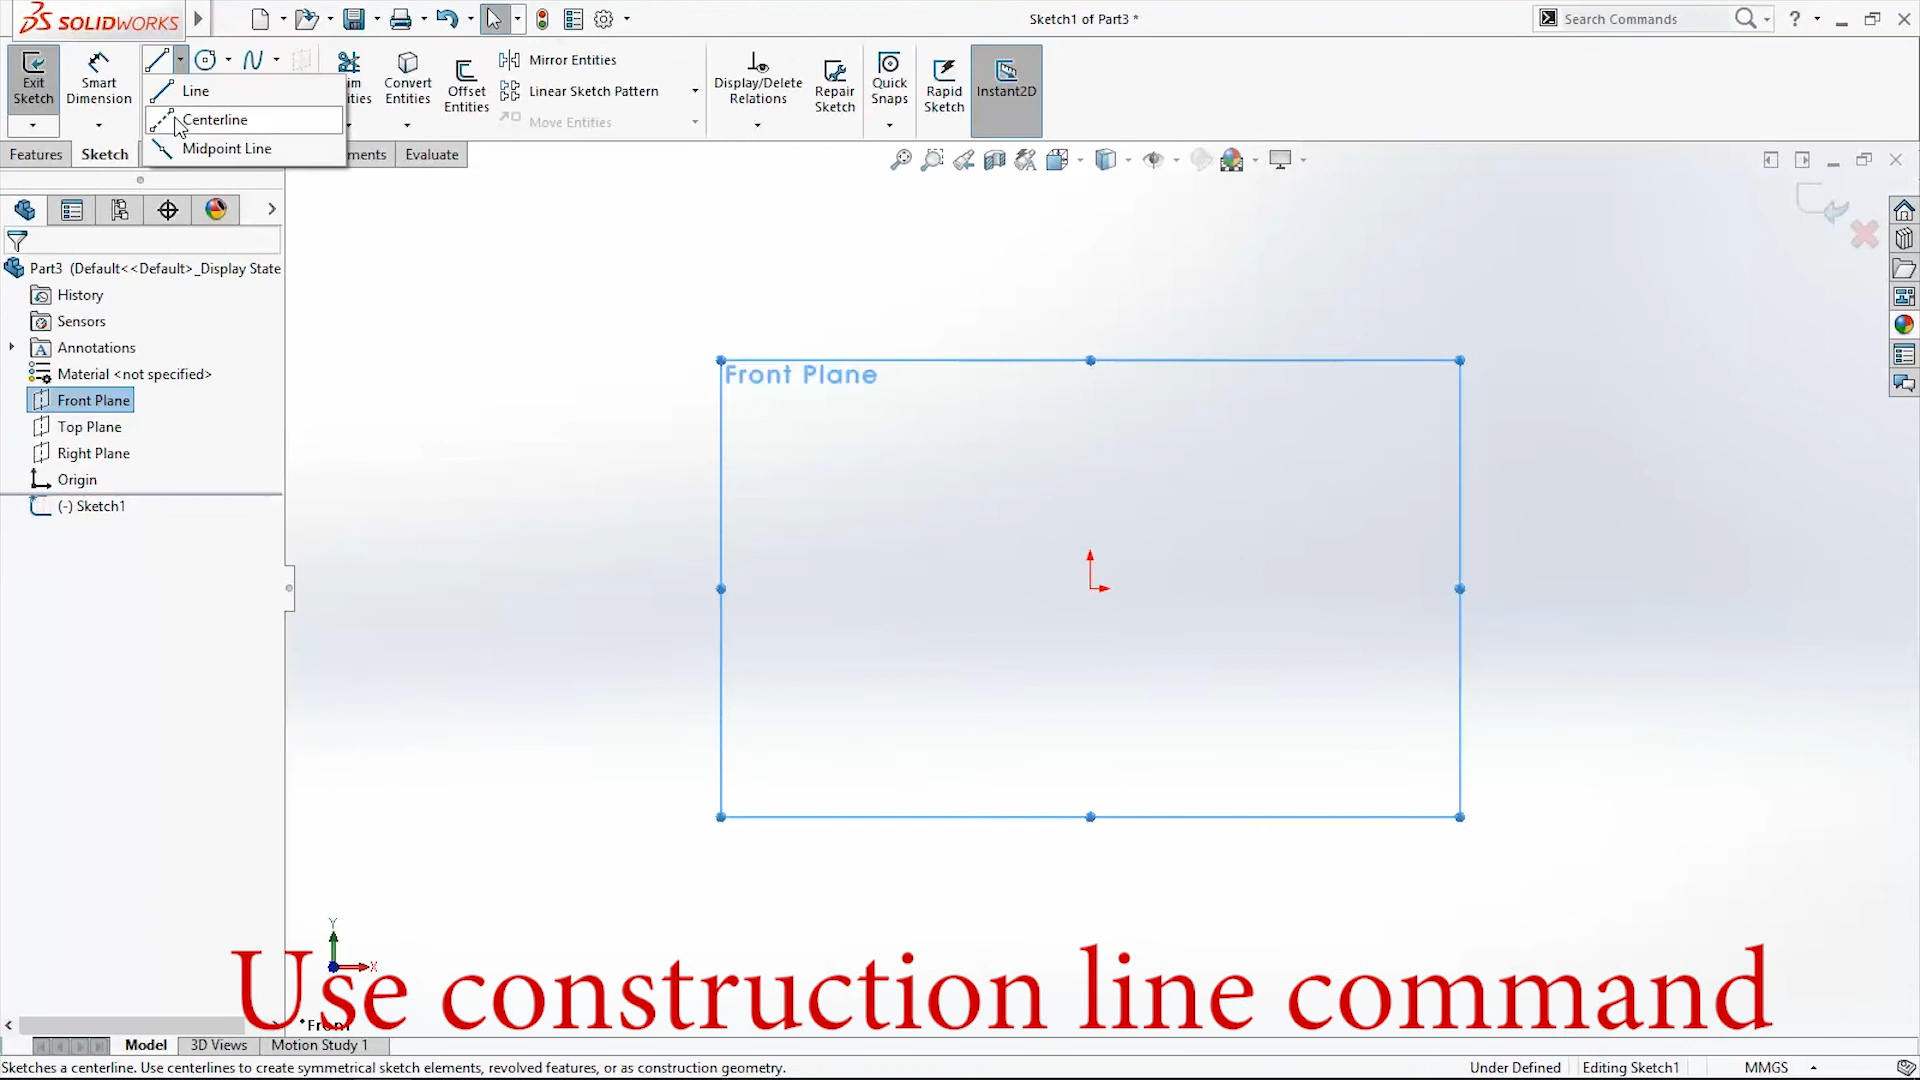 SOLIDWORKS
Sketch1 of Part3 *
Search Commands
?
Exit Sketch
Smart Dimension
Line
Centerline
Midpoint Line
Convert Entities
Offset Entities
Mirror Entities
Linear Sketch Pattern
Move Entities
Display/Delete Relations
Repair Sketch
Quick Snaps
Rapid Sketch
Instant2D
Features
Sketch
Evaluate
Part3 (Default<<Default>_Display State
History
Sensors
Annotations
Material <not specified>
Front Plane
Top Plane
Right Plane
Origin
(-) Sketch1
Front Plane
Y
X
*Front
Use construction line command
Model
3D Views
Motion Study 1
Sketches a centerline. Use centerlines to create symmetrical sketch elements, revolved features, or as construction geometry.
Under Defined
Editing Sketch1
MMGS